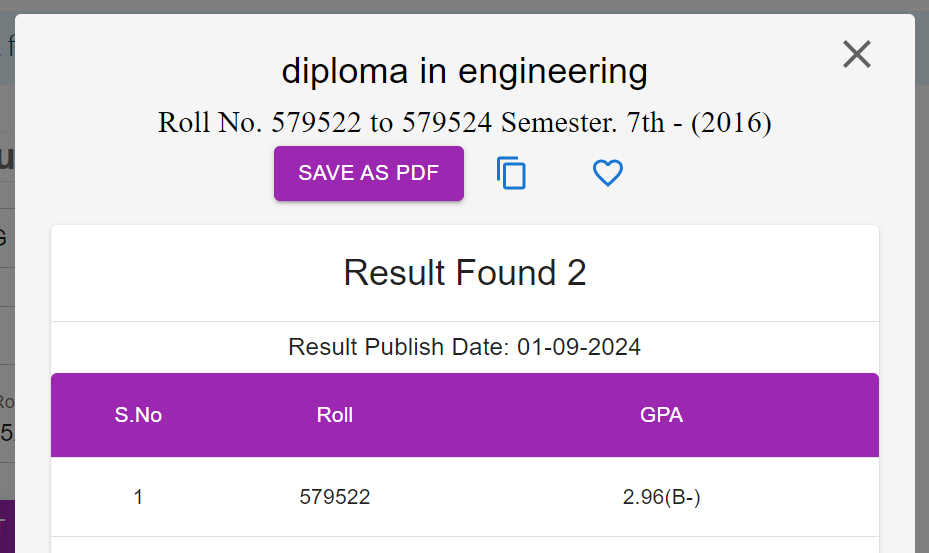 diploma in engineering
Roll No. 579522 to 579524 Semester. 7th - (2016)
SAVE AS PDF
Result Found 2
Result Publish Date: 01-09-2024
S.No Roll GPA
1 579522 2.96(B-)